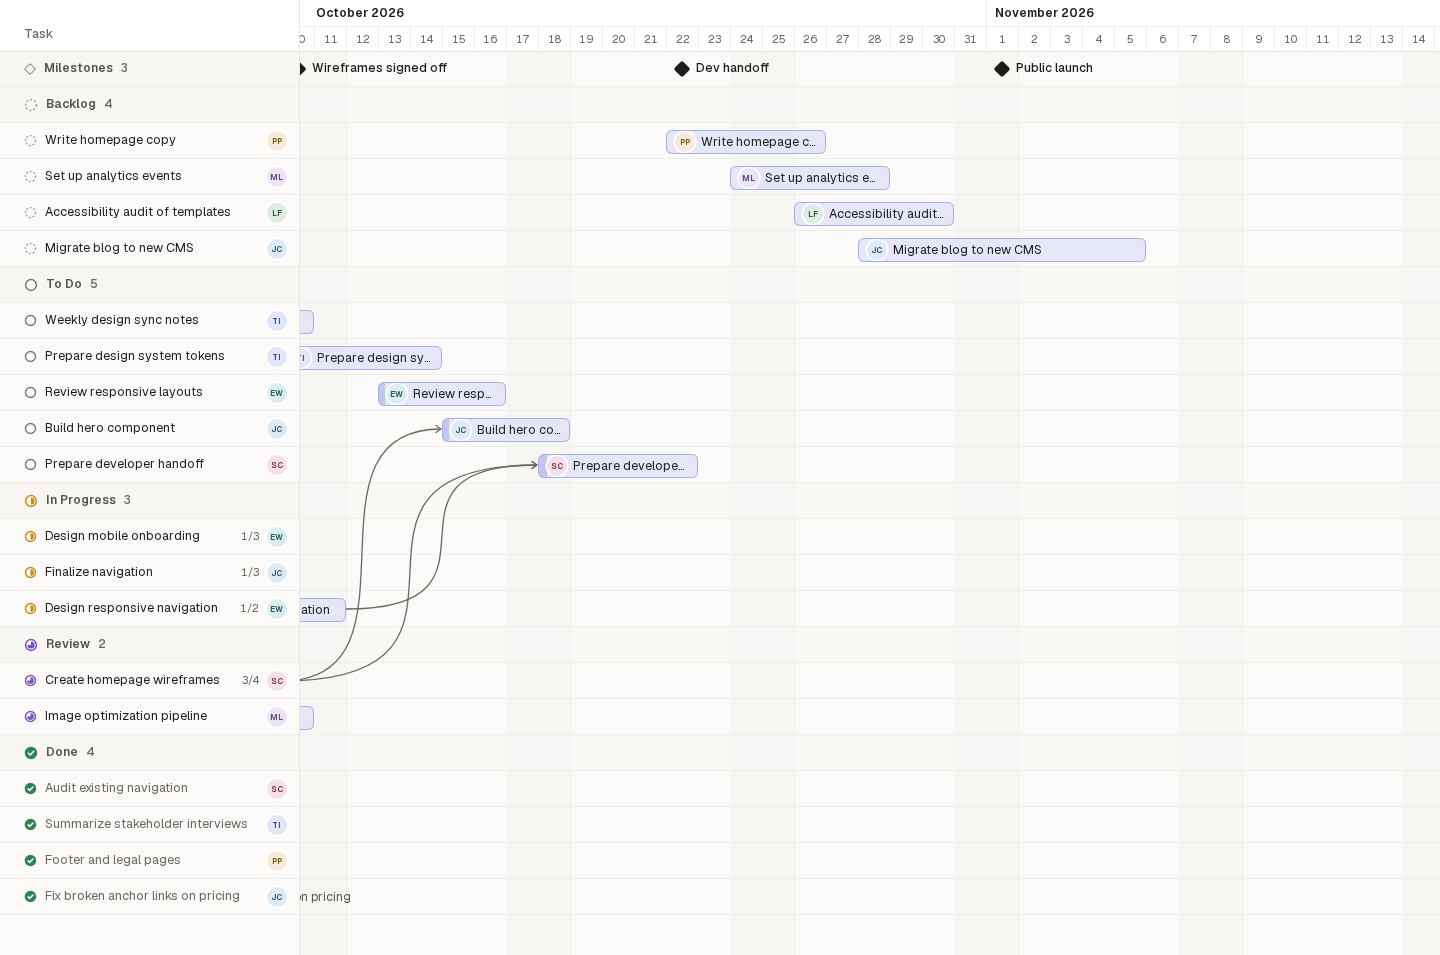 October 2026
November 2026
Task
11 12 13 14 15 16 17 18 19 20 21 22 23 24 25 26 27 28 29 30 31 1 2 3 4 5 6 7 8 9 10 11 12 13 14
Milestones 3
Wireframes signed off
Dev handoff
Public launch
Backlog 4
Write homepage copy PP
PP Write homepage c…
Set up analytics events ML
ML Set up analytics e…
Accessibility audit of templates LF
LF Accessibility audit…
Migrate blog to new CMS JC
JC Migrate blog to new CMS
To Do 5
Weekly design sync notes TI
Prepare design system tokens TI
Prepare design sy…
Review responsive layouts EW
EW Review resp…
Build hero component JC
JC Build hero co…
Prepare developer handoff SC
SC Prepare develope…
In Progress 3
Design mobile onboarding 1/3 EW
Finalize navigation 1/3 JC
Design responsive navigation 1/2 EW
ation
Review 2
Create homepage wireframes 3/4 SC
Image optimization pipeline ML
Done 4
Audit existing navigation SC
Summarize stakeholder interviews TI
Footer and legal pages PP
Fix broken anchor links on pricing JC
on pricing